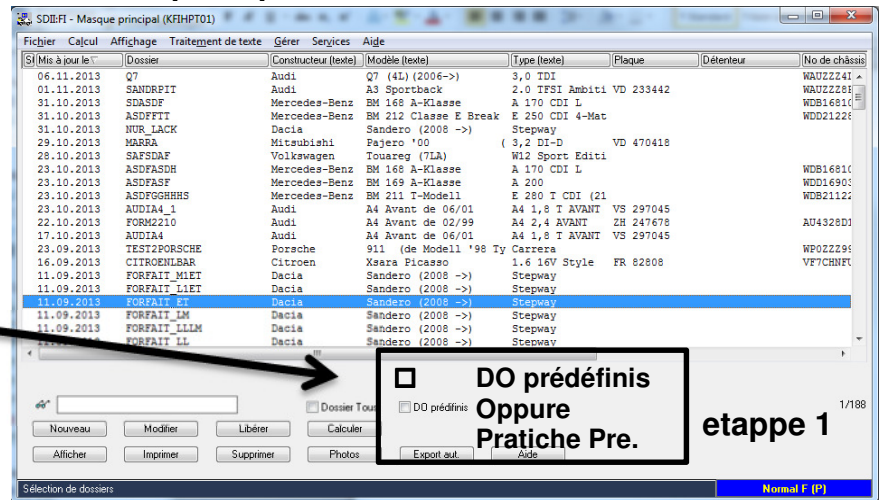 SDII:FI - Masque principal (KFIHPT01)
Fichier Calcul Affichage Traitement de texte Gérer Services Aide
Mis à jour le Dossier Constructeur (texte) Modèle (texte) Type (texte) Plaque Détenteur No de châssis
06.11.2013 Q7 Audi Q7 (4L)(2006->) 3,0 TDI WAUZZZ4I
01.11.2013 SANDRPIT Audi A3 Sportback 2.0 TFSI Ambiti VD 233442 WAUZZZ8
31.10.2013 SDASDF Mercedes-Benz BM 168 A-Klasse A 170 CDI L WDB1681
31.10.2013 ASDFFTT Mercedes-Benz BM 212 Classe E Break E 250 CDI 4-Mat WDD21228
31.10.2013 NUR_LACK Dacia Sandero (2008 ->) Stepway
29.10.2013 MARRA Mitsubishi Pajero '00 ( 3,2 DI-D VD 470418
28.10.2013 SAFSDAF Volkswagen Touareg (7LA) W12 Sport Editi
23.10.2013 ASDFASDH Mercedes-Benz BM 168 A-Klasse A 170 CDI L WDB1681
23.10.2013 ASDFASF Mercedes-Benz BM 169 A-Klasse A 200 WDD16903
23.10.2013 ASDFGGHHHS Mercedes-Benz BM 211 T-Modell E 280 T CDI (21 WDB21122
23.10.2013 AUDIA4_1 Audi A4 Avant de 06/01 A4 1,8 T AVANT VS 297045
22.10.2013 FORM2210 Audi A4 Avant de 02/99 A4 2,4 AVANT ZH 247678 AU4328D1
17.10.2013 AUDIA4 Audi A4 Avant de 06/01 A4 1,8 T AVANT VS 297045
23.09.2013 TEST2PORSCHE Porsche 911 (de Modell '98 Ty Carrera WP0ZZZ99
16.09.2013 CITROENLBAR Citroen Xsara Picasso 1.6 16V Style FR 82808 VF7CHNFU
11.09.2013 FORFAIT_M1ET Dacia Sandero (2008 ->) Stepway
11.09.2013 FORFAIT_L1ET Dacia Sandero (2008 ->) Stepway
11.09.2013 FORFAIT_ET Dacia Sandero (2008 ->) Stepway
11.09.2013 FORFAIT_LM Dacia Sandero (2008 ->) Stepway
11.09.2013 FORFAIT_LLLM Dacia Sandero (2008 ->) Stepway
FORFAIT_LL Dacia Sandero (2008 ->) Stepway
DO prédéfinis
Dossier Tous DO prédifinis Oppure 1/188
Nouveau Modifier Libérer Calculer Pratiche Pre. etappe 1
Afficher Imprimer Supprimer Photos Export aut. Aide
Sélection de dossiers Normal F (P)